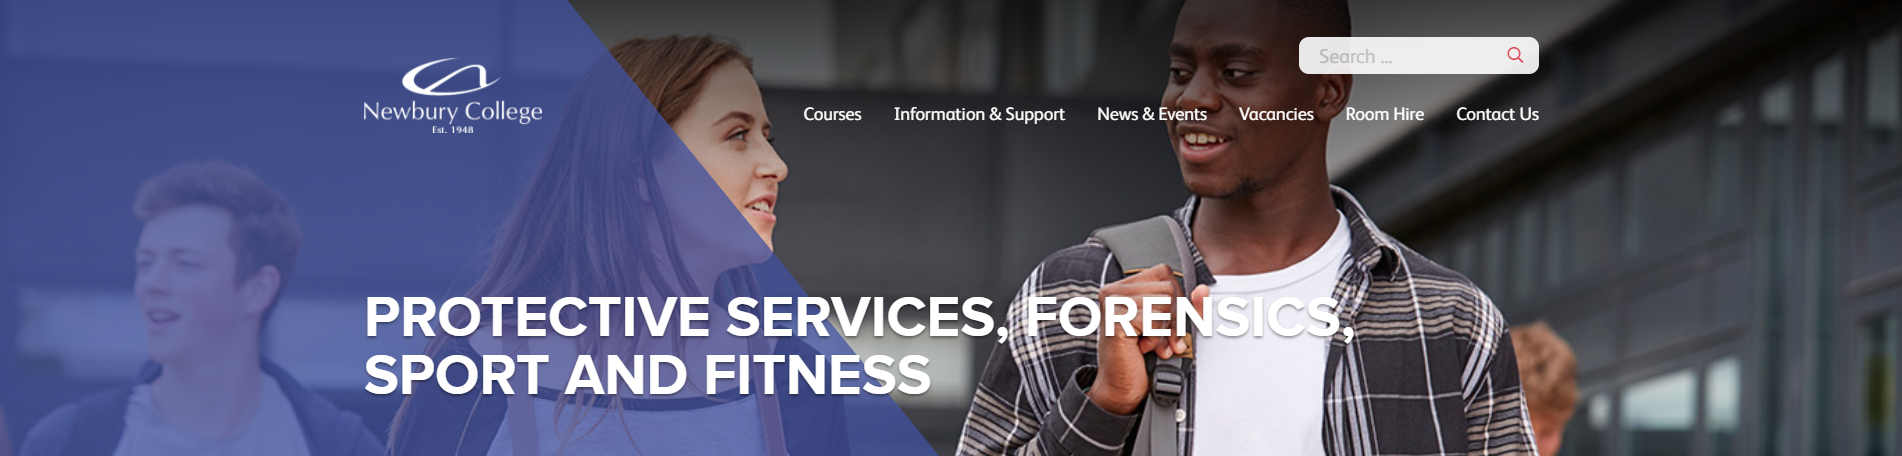 Search ...
Newbury College
Est. 1948
Courses Information & Support News & Events Vacancies Room Hire Contact Us
PROTECTIVE SERVICES, FORENSICS,
SPORT AND FITNESS